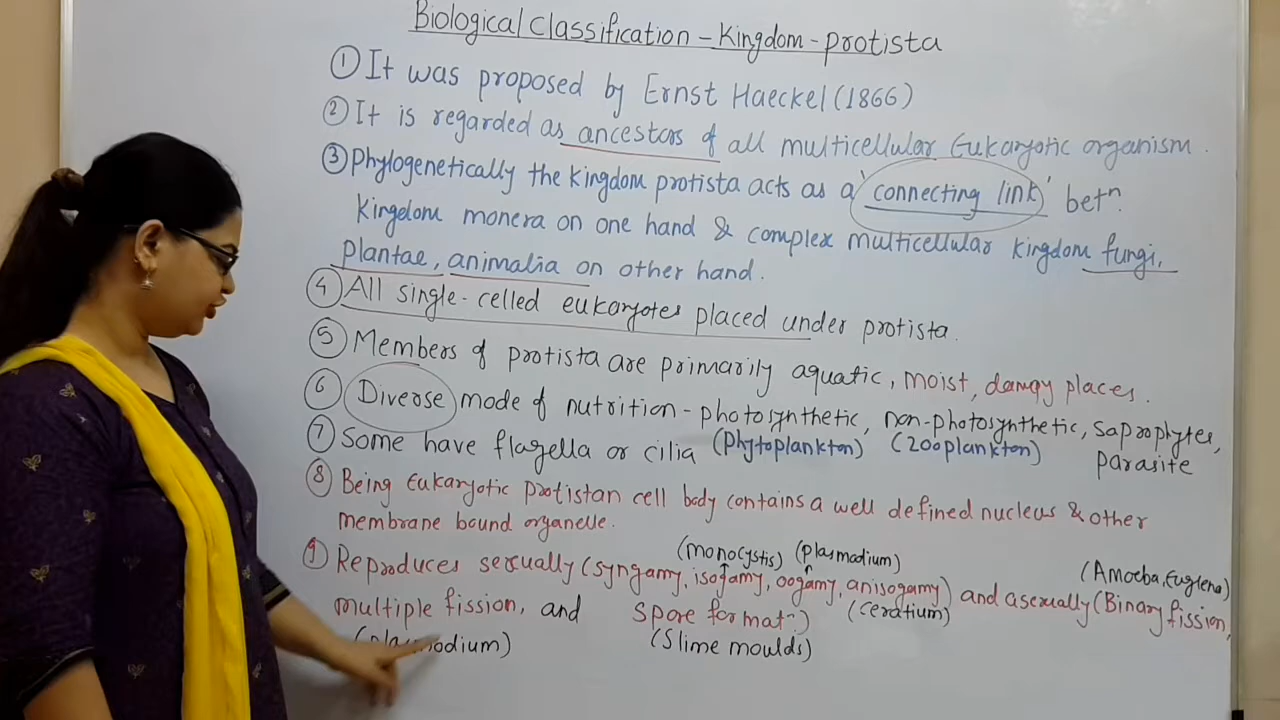 Biological Classification - Kingdom - protista
① It was proposed by Ernst Haeckel (1866)
② It is regarded as ancestors of all multicellular Eukaryotic organism.
③ Phylogenetically the kingdom protista acts as a 'connecting link' betn.
Kingdom monera on one hand & complex multicellular kingdom fungi,
Plantae, animalia on other hand.
④ All single-celled eukaryotes placed under protista.
⑤ Members of protista are primarily aquatic, moist, damp places.
⑥ Diverse mode of nutrition - photosynthetic, non-photosynthetic, saprophytes,
⑦ Some have flagella or cilia (Phytoplankton) (Zooplankton) parasite
⑧ Being Eukaryotic protistan cell body contains a well defined nucleus & other
membrane bound organelle.
(monocystis) (plasmodium) (Amoeba, Euglena)
⑨ Reproduces sexually (syngamy, isogamy, oogamy, anisogamy) and asexually (Binary fission,
multiple fission, and spore formatn) (ceratium)
(plasmodium) (Slime moulds)